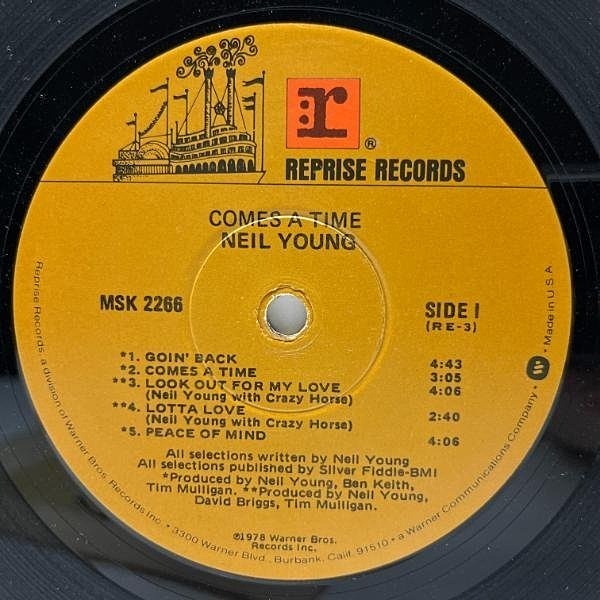 r ®
REPRISE RECORDS
COMES A TIME
NEIL YOUNG
MSK 2266
SIDE 1
(RE-3)
*1. GOIN' BACK 4:43
*2. COMES A TIME 3:05
**3. LOOK OUT FOR MY LOVE 4:06
(Neil Young with Crazy Horse)
**4. LOTTA LOVE 2:40
(Neil Young with Crazy Horse)
*5. PEACE OF MIND 4:06
All selections written by Neil Young
All selections published by Silver Fiddle-BMI
*Produced by Neil Young, Ben Keith,
Tim Mulligan. **Produced by Neil Young,
David Briggs, Tim Mulligan.
℗1978 Warner Bros.
Records Inc.
Reprise Records, a division of Warner Bros. Records Inc. • 3300 Warner Blvd., Burbank, Calif. 91510 • a Warner Communications Company. W • Made in U S A